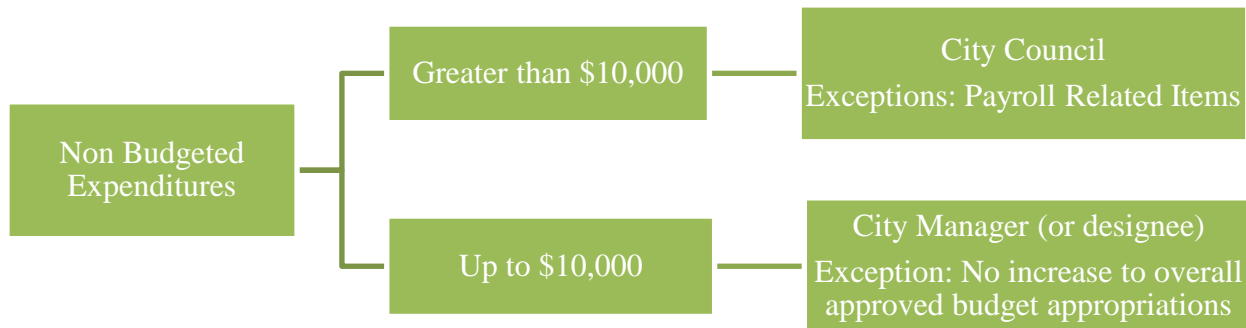 Non Budgeted
Expenditures
Greater than $10,000
City Council
Exceptions: Payroll Related Items
Up to $10,000
City Manager (or designee)
Exception: No increase to overall
approved budget appropriations